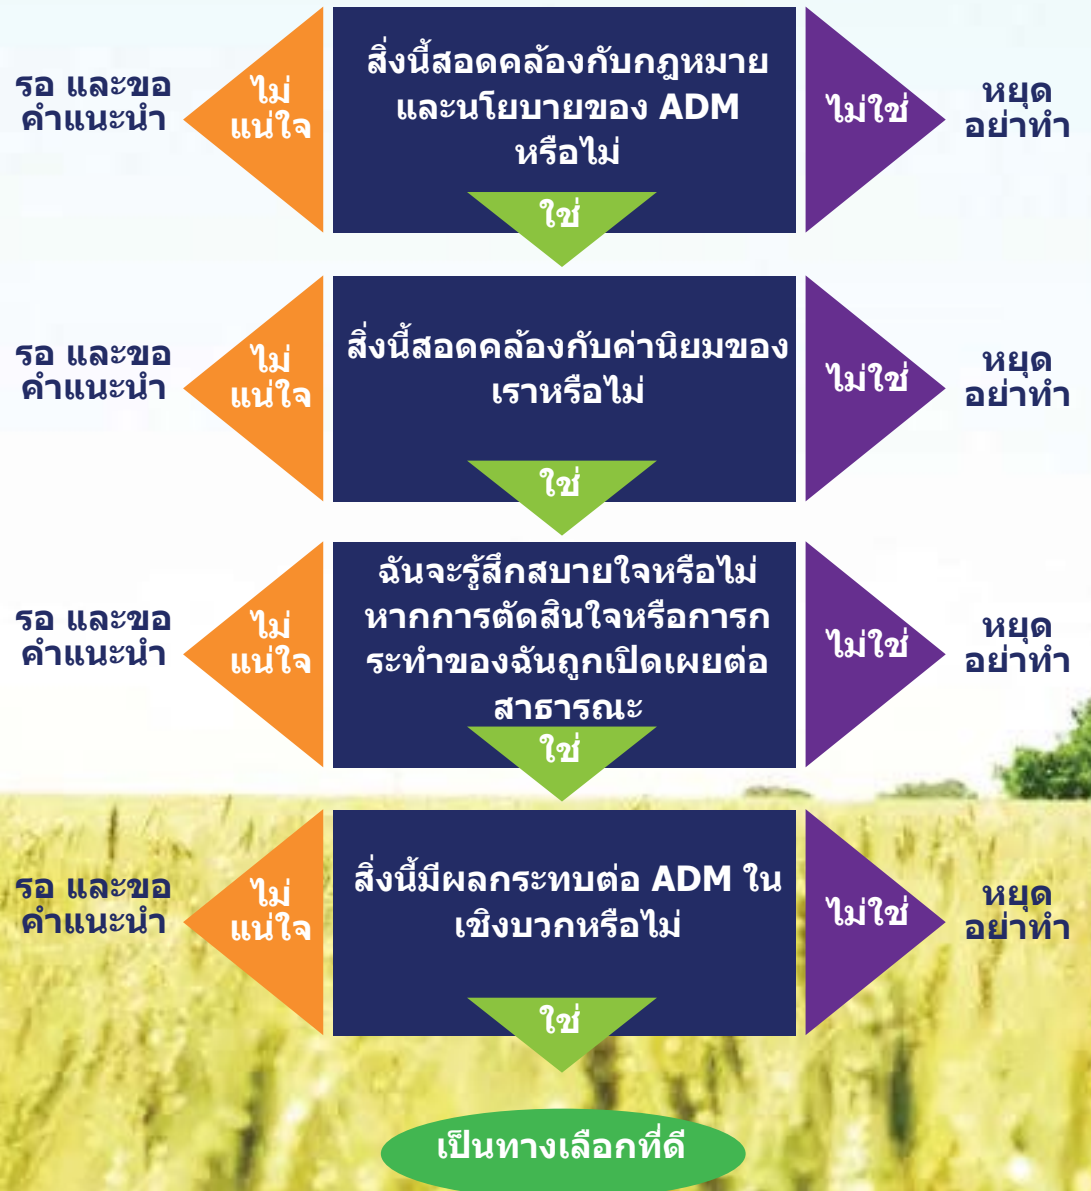 รอ และขอ
คำแนะนำ
ไม่
แน่ใจ
สิ่งนี้สอดคล้องกับกฎหมาย
และนโยบายของ ADM
หรือไม่
ไม่ใช่
หยุด
อย่าทำ
ใช่
รอ และขอ
คำแนะนำ
ไม่
แน่ใจ
สิ่งนี้สอดคล้องกับค่านิยมของ
เราหรือไม่
ไม่ใช่
หยุด
อย่าทำ
ใช่
รอ และขอ
คำแนะนำ
ไม่
แน่ใจ
ฉันจะรู้สึกสบายใจหรือไม่
หากการตัดสินใจหรือการก
ระทำของฉันถูกเปิดเผยต่อ
สาธารณะ
ไม่ใช่
หยุด
อย่าทำ
ใช่
รอ และขอ
คำแนะนำ
ไม่
แน่ใจ
สิ่งนี้มีผลกระทบต่อ ADM ใน
เชิงบวกหรือไม่
ไม่ใช่
หยุด
อย่าทำ
ใช่
เป็นทางเลือกที่ดี